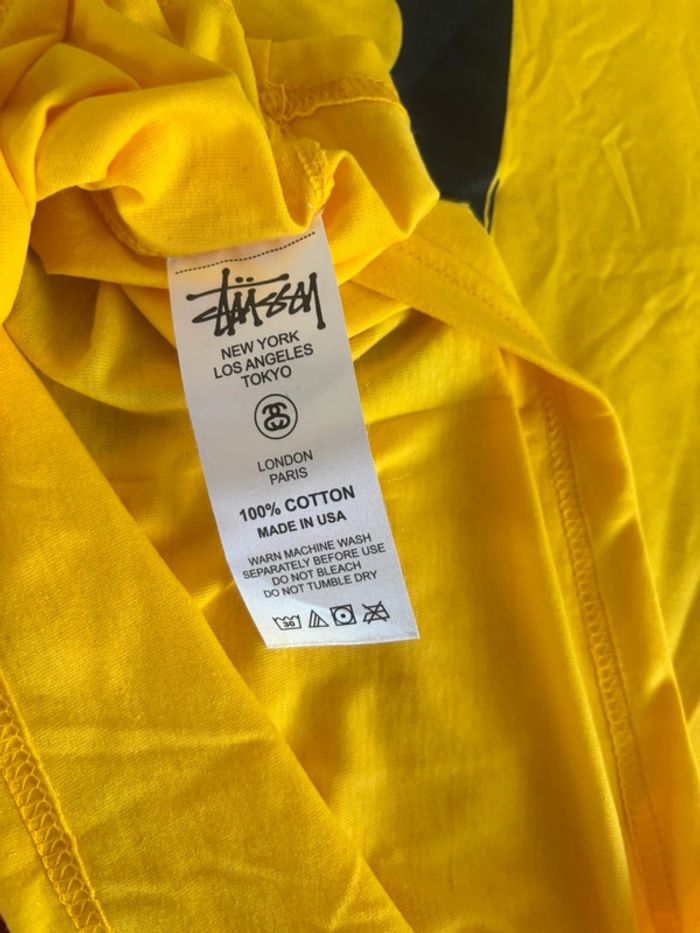 STÜSSY
NEW YORK
LOS ANGELES
TOKYO
LONDON
PARIS
100% COTTON
MADE IN USA
WARN MACHINE WASH
SEPARATELY BEFORE USE
DO NOT BLEACH
DO NOT TUMBLE DRY
30